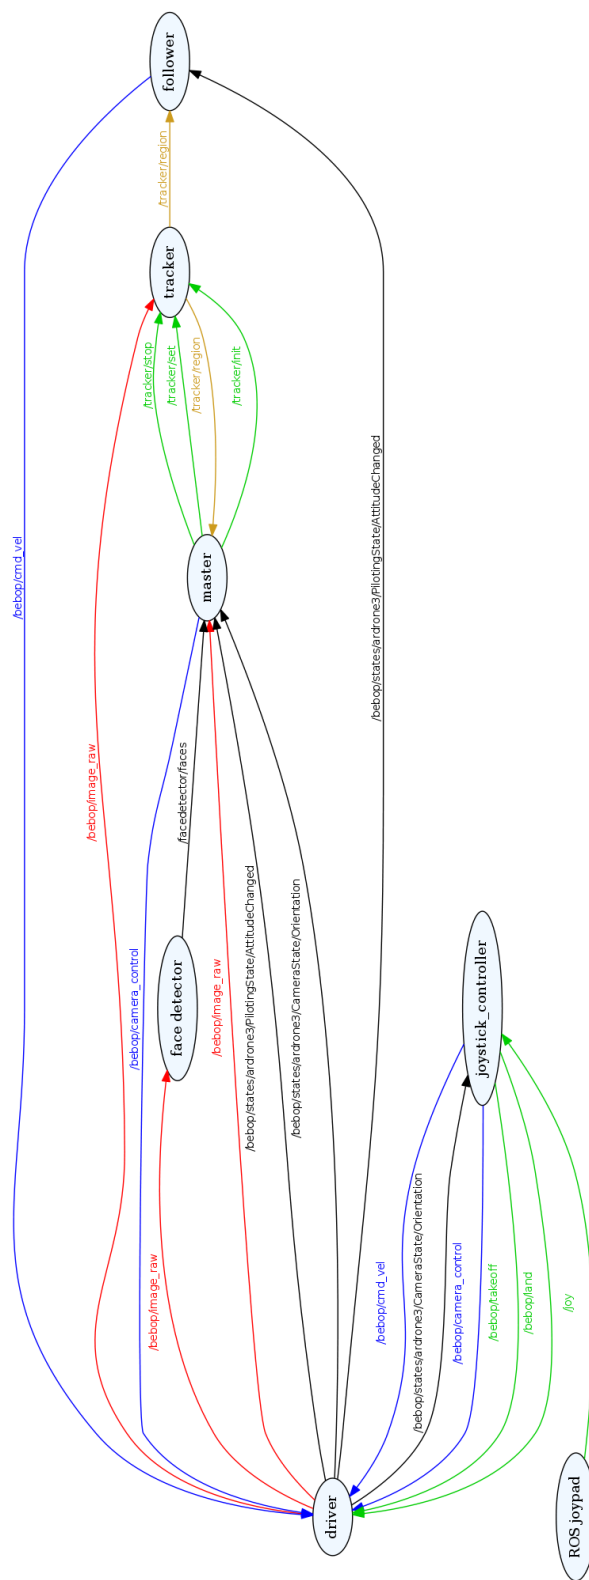 follower
/tracker/region
tracker
/tracker/stop
/tracker/set
/tracker/region
/tracker/init
/bebop/cmd_vel
master
/bebop/states/ardrone3/PilotingState/AttitudeChanged
/bebop/image_raw
/facedetector/faces
/bebop/camera_control
face detector
/bebop/image_raw
/bebop/states/ardrone3/PilotingState/AttitudeChanged
/bebop/states/ardrone3/CameraState/Orientation
joystick_controller
/bebop/image_raw
/bebop/cmd_vel
/bebop/states/ardrone3/CameraState/Orientation
/bebop/camera_control
/bebop/takeoff
/bebop/land
/joy
driver
ROS joypad